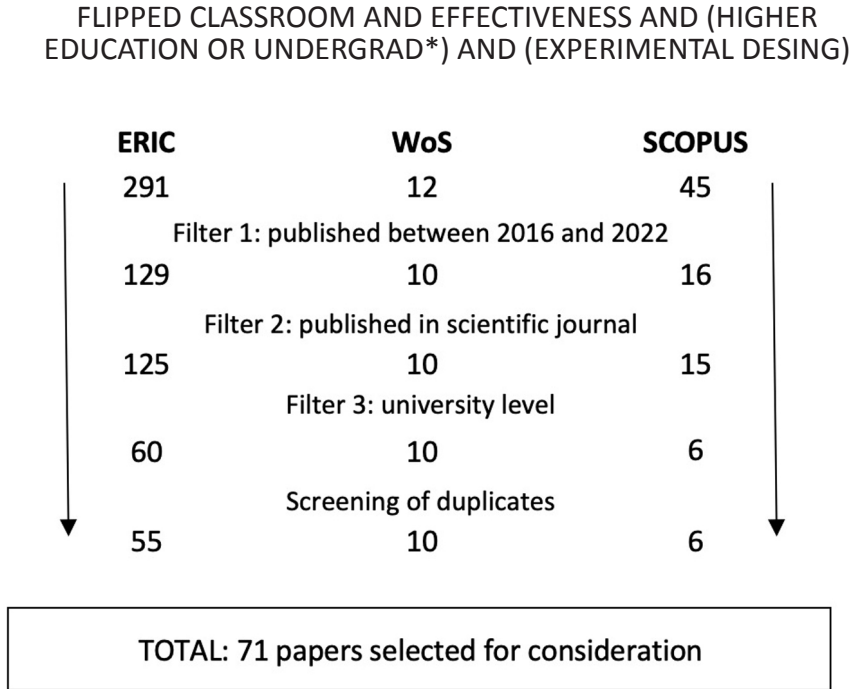 FLIPPED CLASSROOM AND EFFECTIVENESS AND (HIGHER
EDUCATION OR UNDERGRAD*) AND (EXPERIMENTAL DESING)
ERIC WoS SCOPUS
291 12 45
Filter 1: published between 2016 and 2022
129 10 16
Filter 2: published in scientific journal
125 10 15
Filter 3: university level
60 10 6
Screening of duplicates
55 10 6
TOTAL: 71 papers selected for consideration